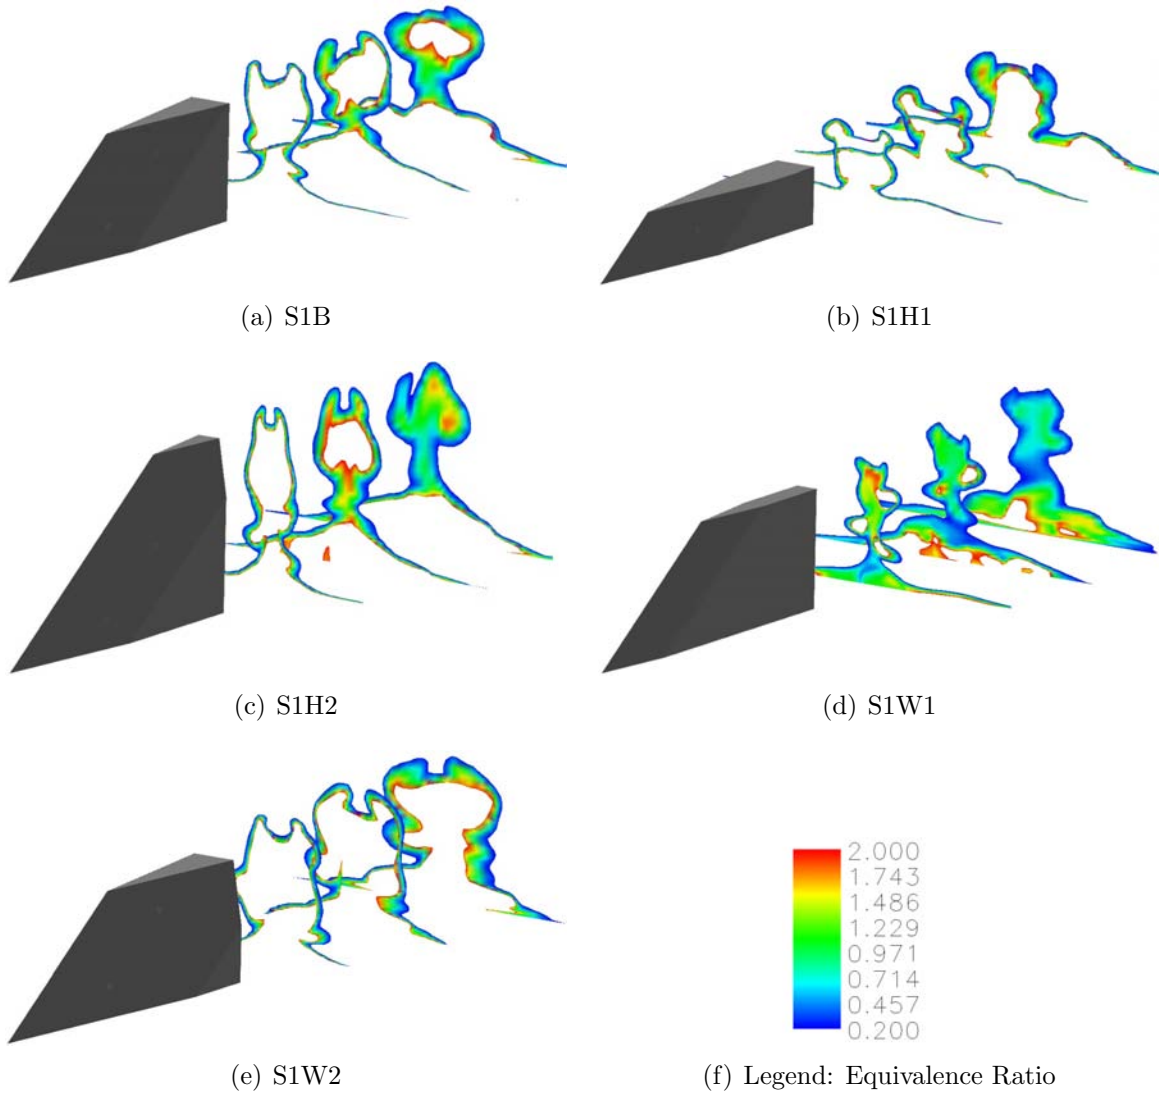 (a) S1B
(b) S1H1
(c) S1H2
(d) S1W1
2.000
1.743
1.486
1.229
0.971
0.714
0.457
0.200
(e) S1W2
(f) Legend: Equivalence Ratio